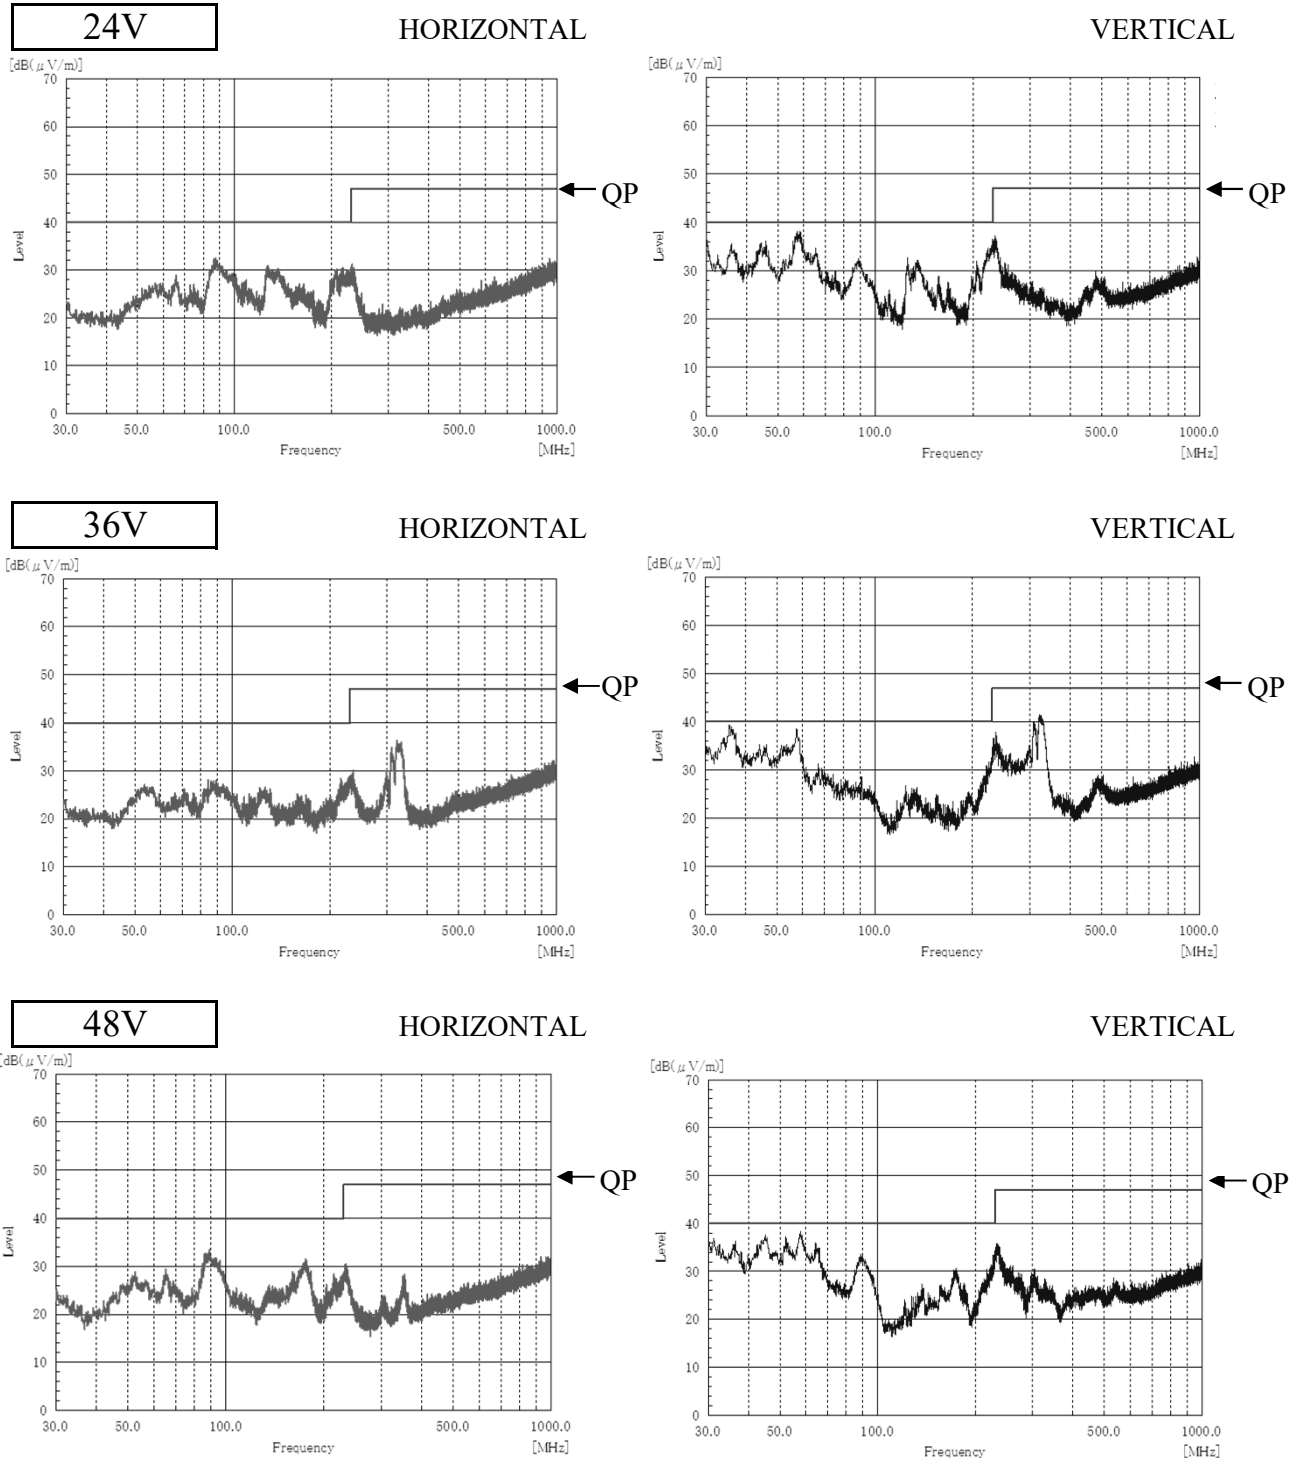 24V HORIZONTAL VERTICAL
[dB(μV/m)] [dB(μV/m)]
70 70
60 60
50 50
QP QP
40 40
Level Level
30 30
20 20
10 10
0 0
30.0 50.0 100.0 500.0 1000.0 30.0 50.0 100.0 500.0 1000.0
Frequency [MHz] Frequency [MHz]
36V HORIZONTAL VERTICAL
[dB(μV/m)] [dB(μV/m)]
70 70
60 60
50 50
QP QP
40 40
Level Level
30 30
20 20
10 10
0 0
30.0 50.0 100.0 500.0 1000.0 30.0 50.0 100.0 500.0 1000.0
Frequency [MHz] Frequency [MHz]
48V HORIZONTAL VERTICAL
[dB(μV/m)] [dB(μV/m)]
70 70
60 60
50 50
QP QP
40 40
Level Level
30 30
20 20
10 10
0 0
30.0 50.0 100.0 500.0 1000.0 30.0 50.0 100.0 500.0 1000.0
Frequency [MHz] Frequency [MHz]